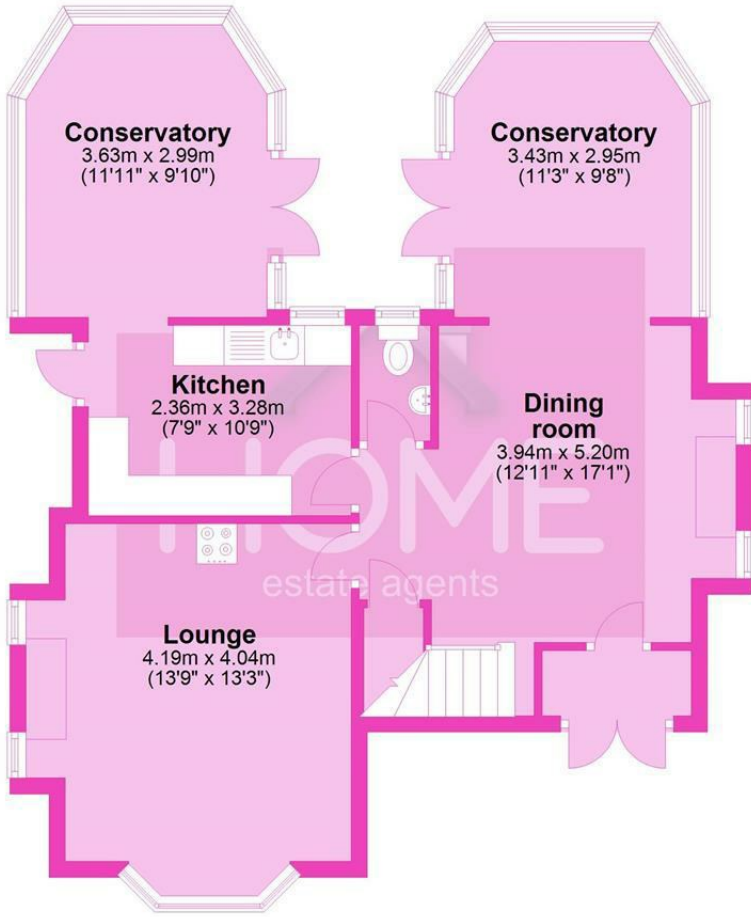 Conservatory
3.63m x 2.99m
(11'11" x 9'10")
Conservatory
3.43m x 2.95m
(11'3" x 9'8")
Kitchen
2.36m x 3.28m
(7'9" x 10'9")
Dining
room
3.94m x 5.20m
(12'11" x 17'1")
HOME
estate agents
Lounge
4.19m x 4.04m
(13'9" x 13'3")